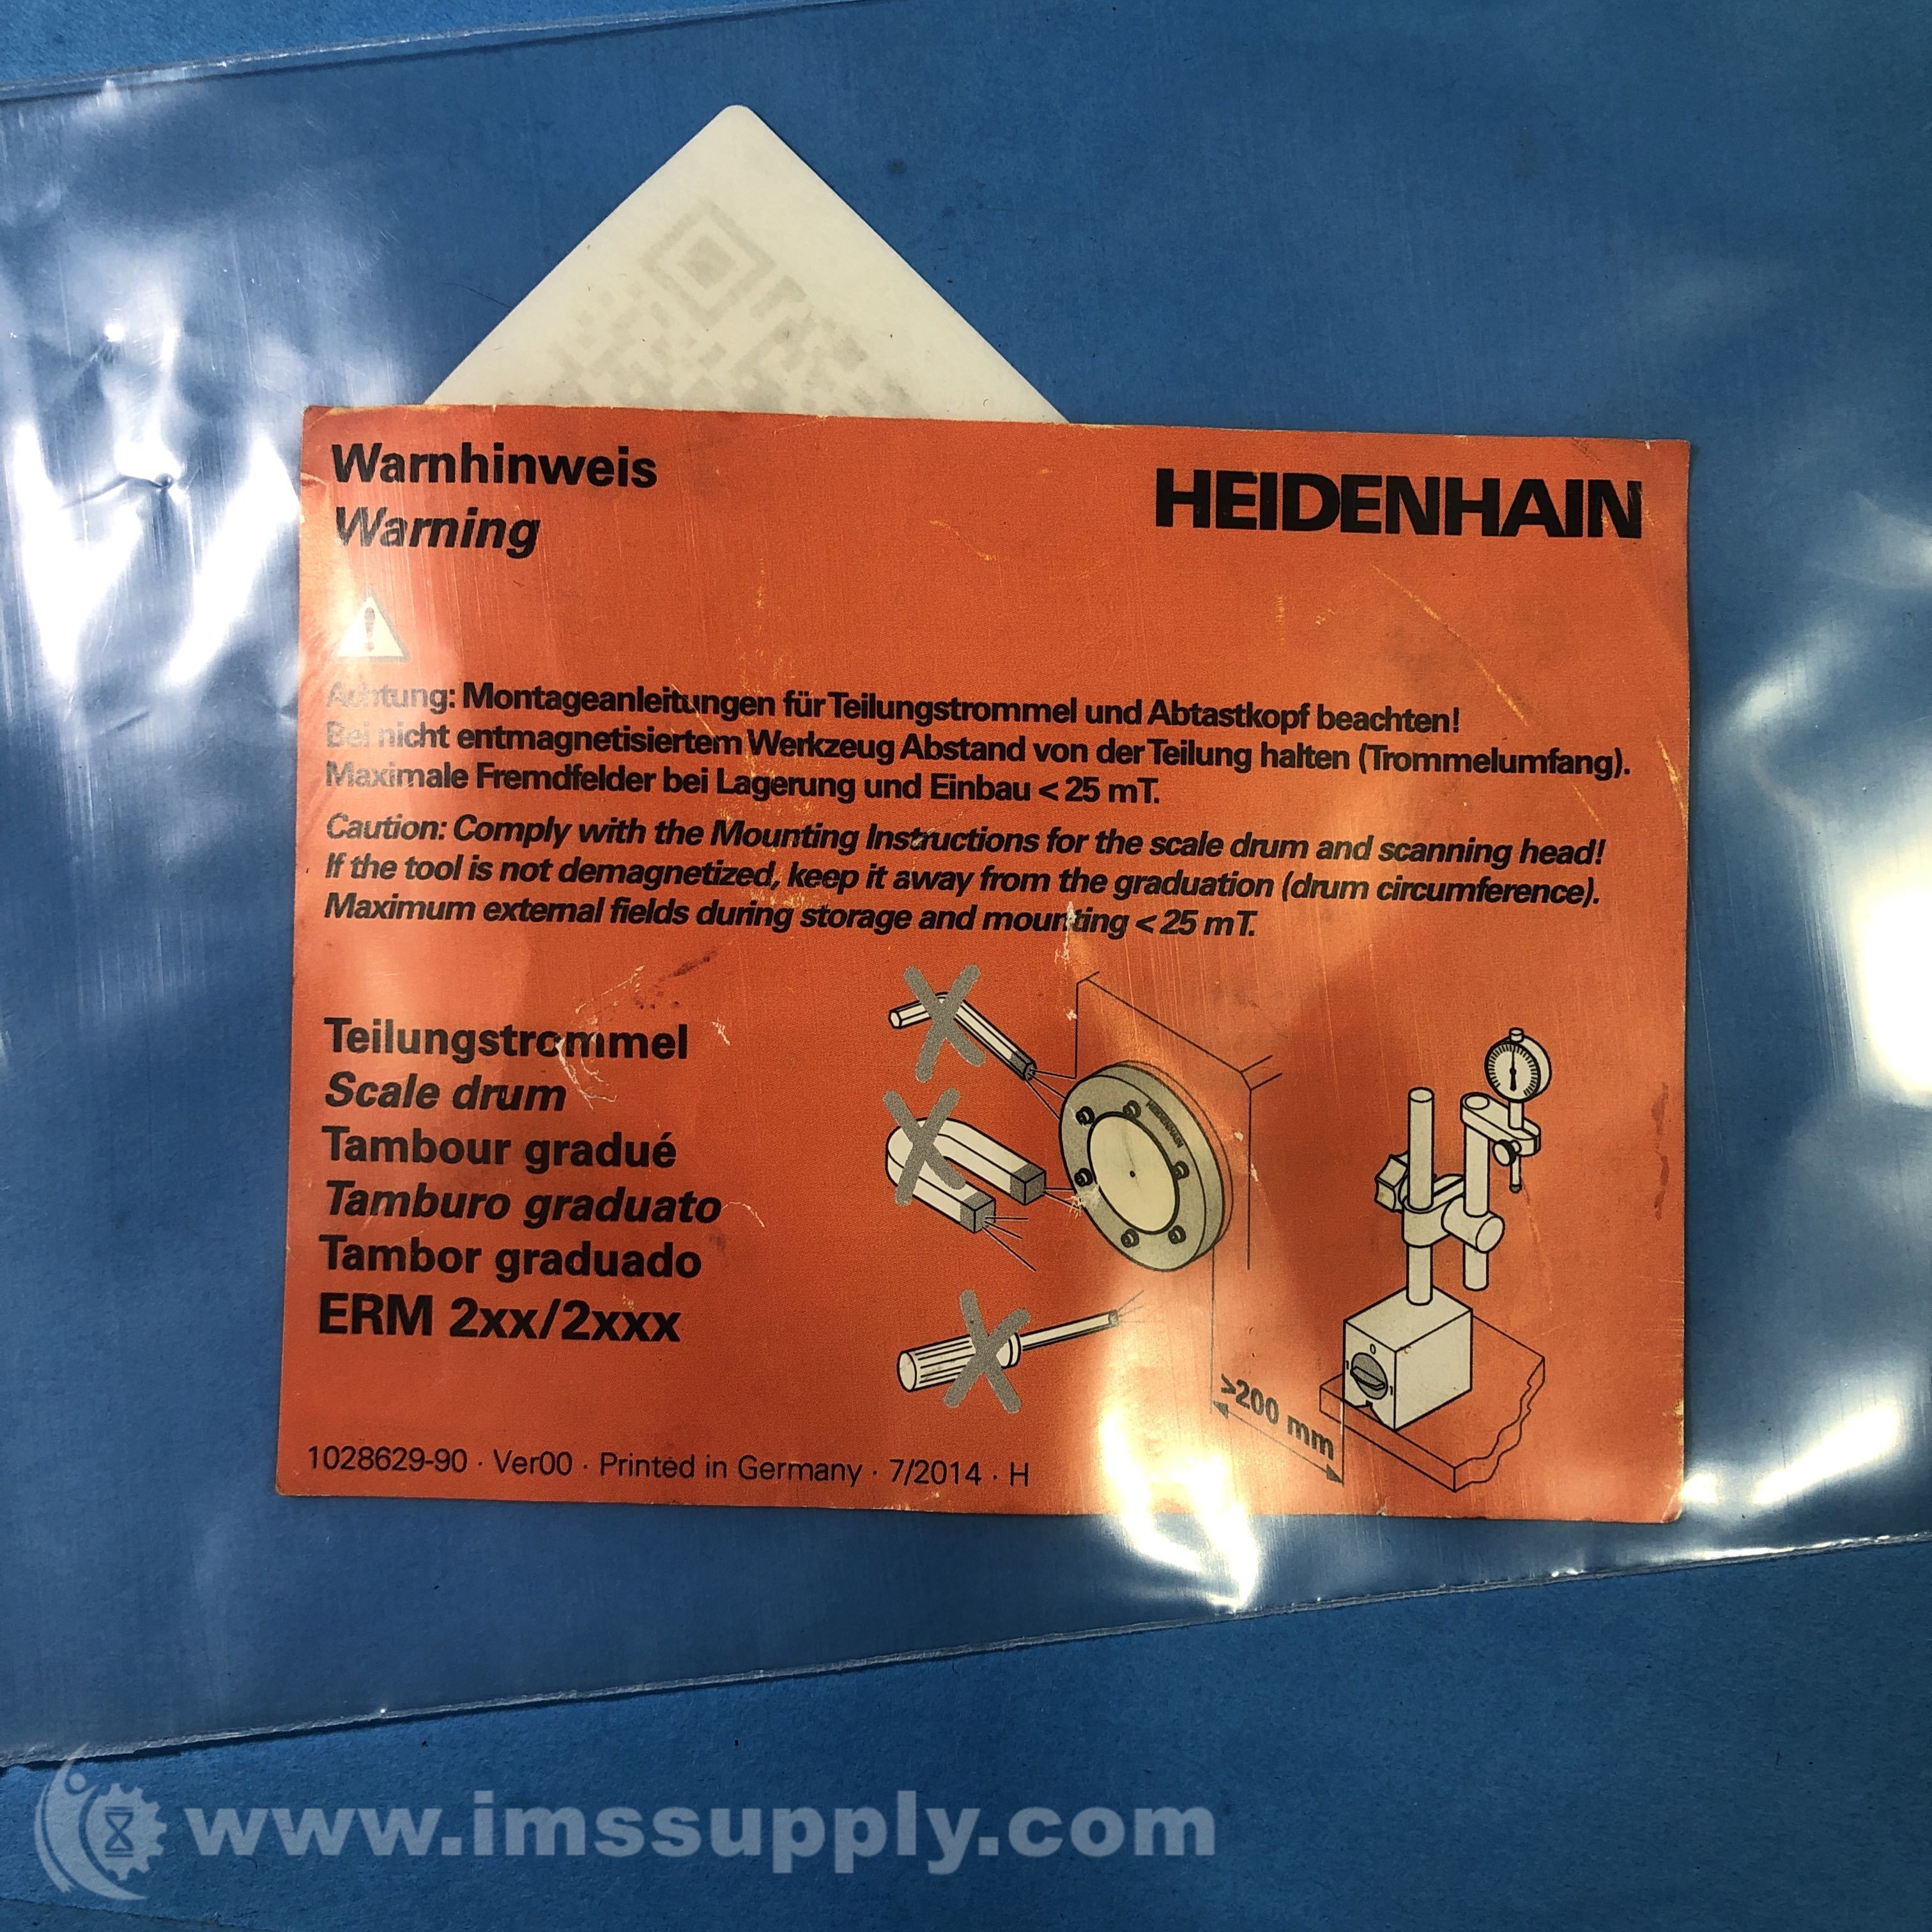 Warnhinweis
Warning
HEIDENHAIN
Achtung: Montageanleitungen für Teilungstrommel und Abtastkopf beachten!
Bei nicht entmagnetisiertem Werkzeug Abstand von der Teilung halten (Trommelumfang).
Maximale Fremdfelder bei Lagerung und Einbau < 25 mT.
Caution: Comply with the Mounting Instructions for the scale drum and scanning head!
If the tool is not demagnetized, keep it away from the graduation (drum circumference).
Maximum external fields during storage and mounting < 25 mT.
Teilungstrommel
Scale drum
Tambour gradué
Tamburo graduato
Tambor graduado
ERM 2xx/2xxx
HEIDENHAIN
0
1
>200 mm
1028629-90 · Ver00 · Printed in Germany · 7/2014 · H
www.imssupply.com